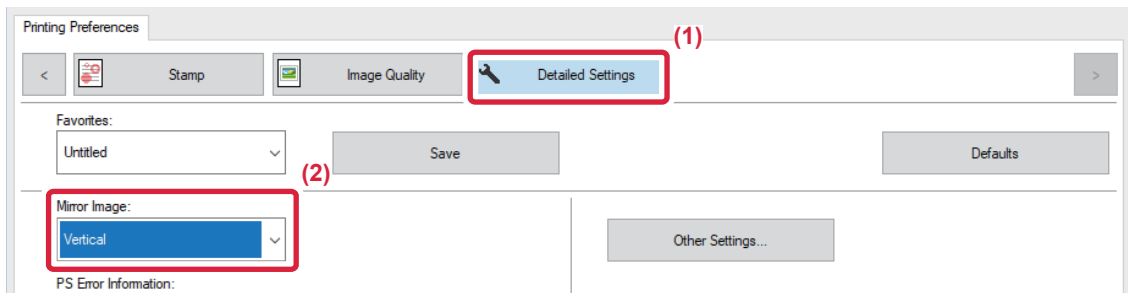 Printing Preferences
(1)
< Stamp Image Quality Detailed Settings >
Favorites:
Untitled Save Defaults
(2)
Mirror Image:
Vertical Other Settings...
PS Error Information: